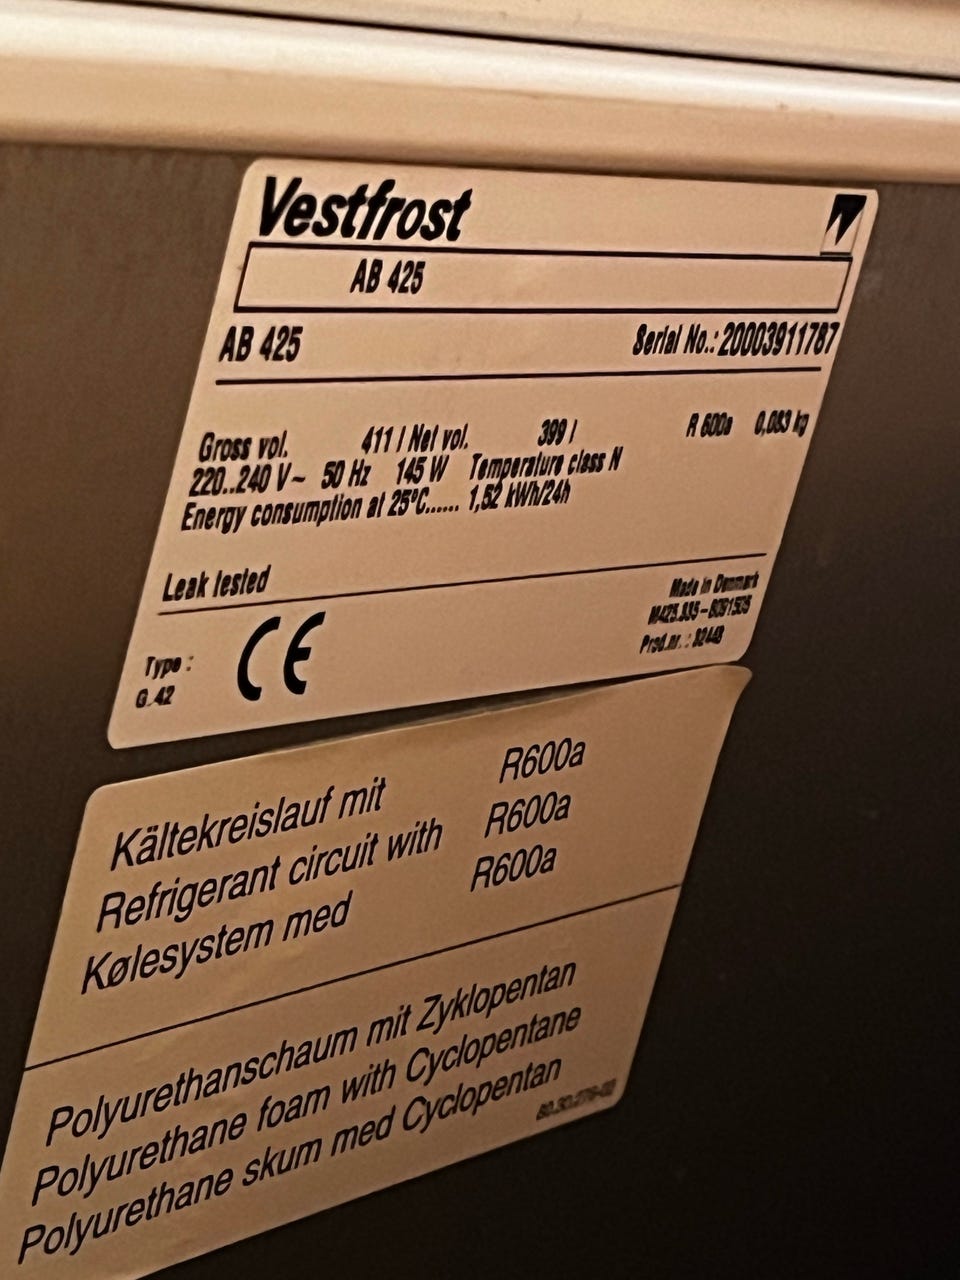 Vestfrost
AB 425
AB 425 Serial No.: 20003911787
Gross vol. 411 l Net vol. 399 l R 600a 0,083 kg
220..240 V~ 50 Hz 145 W Temperature class N
Energy consumption at 25°C...... 1,52 kWh/24h
Leak tested
Made in Denmark
Type :
G 42
CE
Prod.nr. : 32448
Kältekreislauf mit R600a
Refrigerant circuit with R600a
Kølesystem med R600a
Polyurethanschaum mit Zyklopentan
Polyurethane foam with Cyclopentane
Polyurethane skum med Cyclopentan